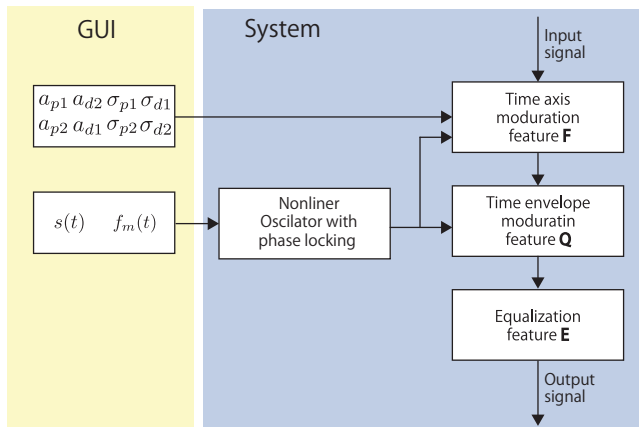 GUI
System
Input
signal
a_{p1} a_{d2} σ_{p1} σ_{d1}
a_{p2} a_{d1} σ_{p2} σ_{d2}
Time axis
moduration
feature F
s(t) f_m(t)
Nonliner
Oscilator with
phase locking
Time envelope
moduratin
feature Q
Equalization
feature E
Output
signal